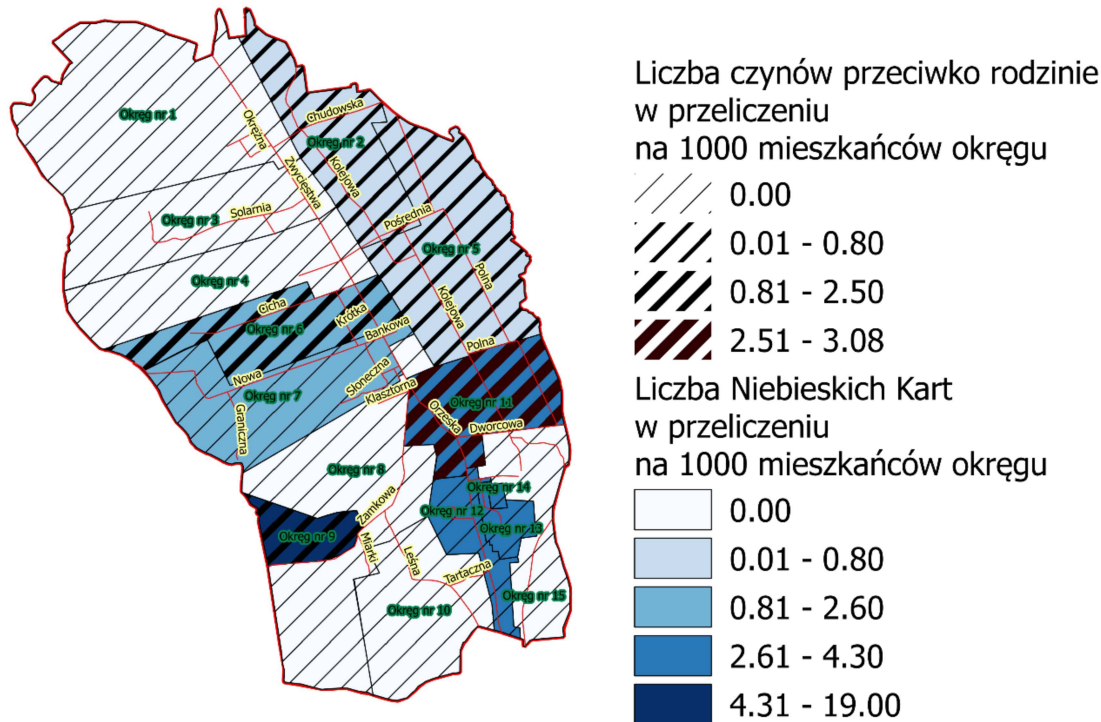 Okręg nr 1
Okrężna
Chudowska
Okręg nr 2
Kolejowa
Zwycięstwa
Solarnia
Okręg nr 3
Pośrednia
Okręg nr 5
Polna
Okręg nr 4
Cicha
Krótka
Okręg nr 6
Bankowa
Kolejowa
Polna
Nowa
Słoneczna
Klasztorna
Okręg nr 7
Graniczna
Orzeska
Okręg nr 11
Dworcowa
Okręg nr 8
Okręg nr 14
Zamkowa
Okręg nr 12
Okręg nr 13
Okręg nr 9
Miarki
Leśna
Tartaczna
Okręg nr 10
Okręg nr 15
Liczba czynów przeciwko rodzinie
w przeliczeniu
na 1000 mieszkańców okręgu
0.00
0.01 - 0.80
0.81 - 2.50
2.51 - 3.08
Liczba Niebieskich Kart
w przeliczeniu
na 1000 mieszkańców okręgu
0.00
0.01 - 0.80
0.81 - 2.60
2.61 - 4.30
4.31 - 19.00